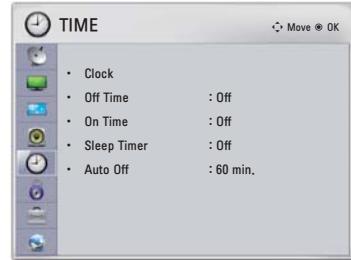 TIME
Move OK
• Clock
• Off Time : Off
• On Time : Off
• Sleep Timer : Off
• Auto Off : 60 min.